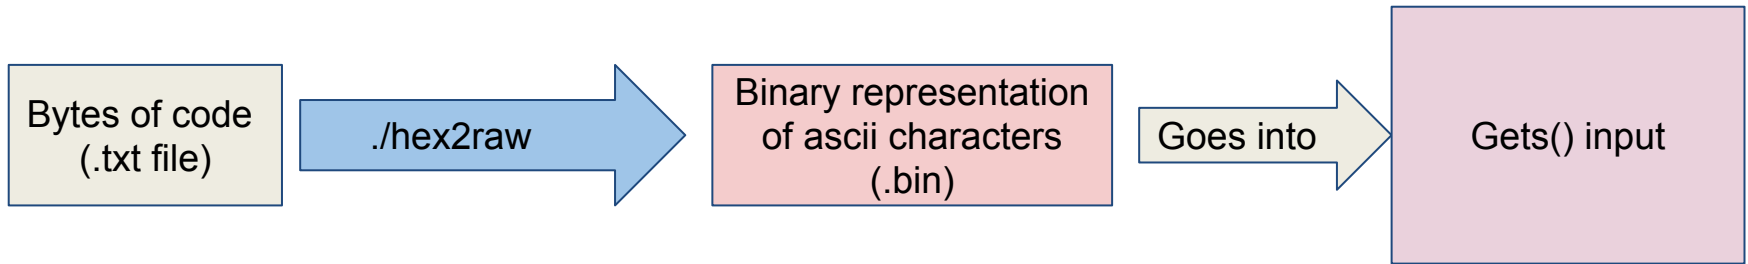 Bytes of code
(.txt file)
./hex2raw
Binary representation
of ascii characters
(.bin)
Goes into
Gets() input